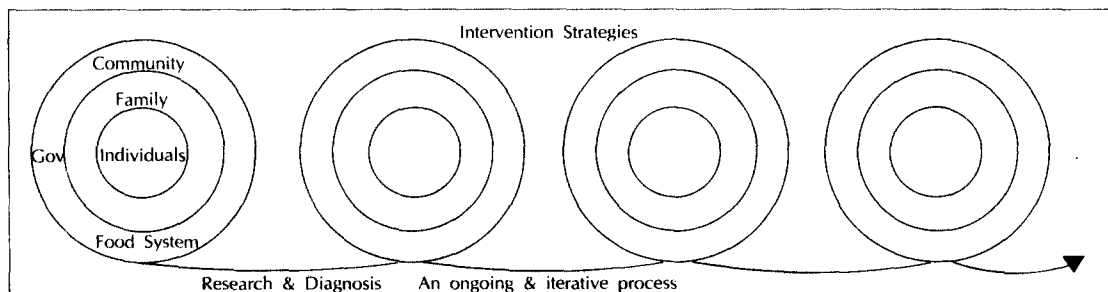 Intervention Strategies
Community
Family
Gov
Individuals
Food System
Research & Diagnosis
An ongoing & iterative process